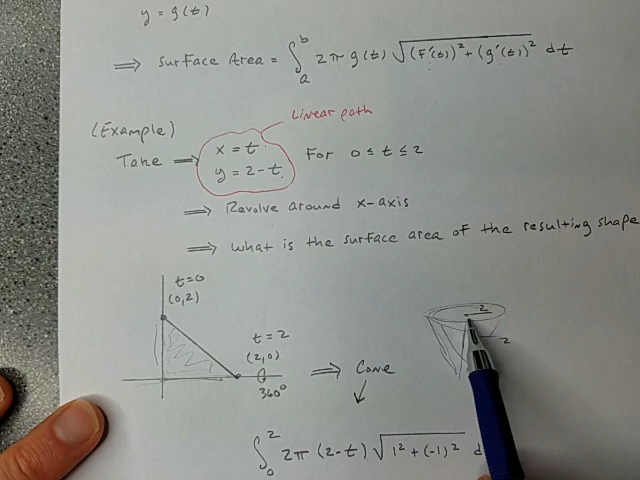 y = g(t)
⟹ Surface Area = ∫_a^b 2π g(t) √((F'(t))² + (g'(t))²) dt
Linear path
(Example)
Take ⟹ x = t For 0 ≤ t ≤ 2
y = 2-t
⟹ Revolve around x-axis
⟹ What is the surface area of the resulting shape
t=0
(0,2)
2
t = 2
(2,0)
2
360°
⟹ Cone
∫_0^2 2π (2-t) √(1² + (-1)²) d